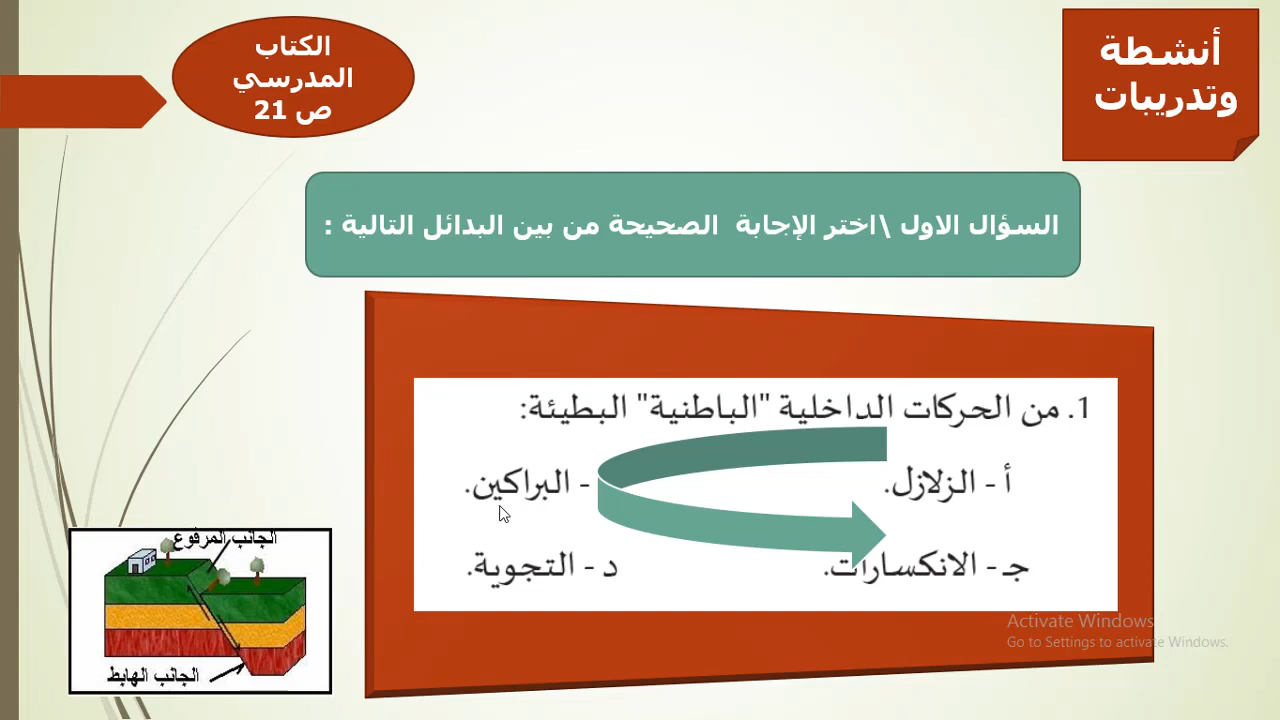 أنشطة
وتدريبات
الكتاب
المدرسي
ص 21
السؤال الاول \اختر الإجابة الصحيحة من بين البدائل التالية :
1. من الحركات الداخلية "الباطنية" البطيئة:
أ - الزلازل.
- البراكين.
جـ - الانكسارات.
د - التجوية.
الجانب المرفوع
الجانب الهابط
Activate Windows
Go to Settings to activate Windows.